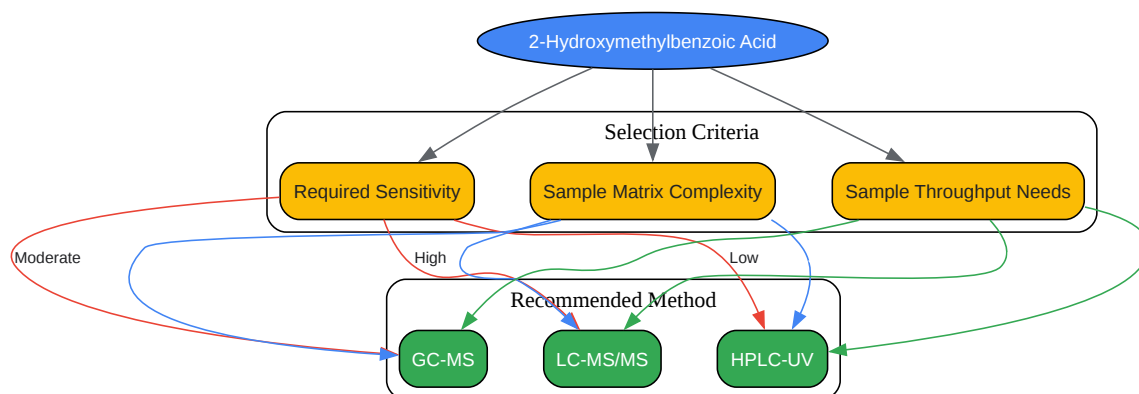 2-Hydroxymethylbenzoic Acid
Selection Criteria
Required Sensitivity
Sample Matrix Complexity
Sample Throughput Needs
Moderate
High
Low
Recommended Method
GC-MS
LC-MS/MS
HPLC-UV